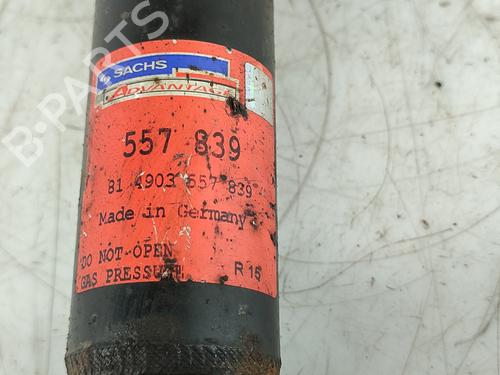 SACHS
ADVANTAGE
557 839
81 4903 557 839
Made in Germany
DO NOT OPEN
GAS PRESSURE
R 15
B-PARTS